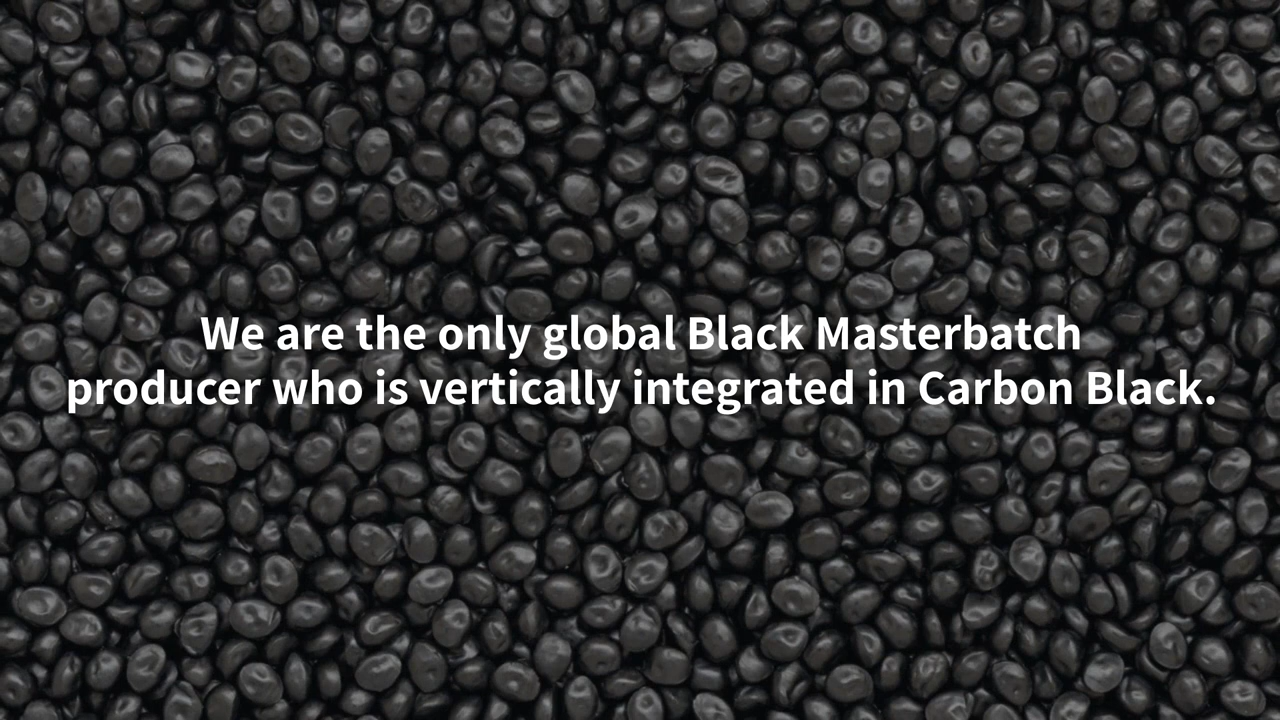 We are the only global Black Masterbatch
producer who is vertically integrated in Carbon Black.